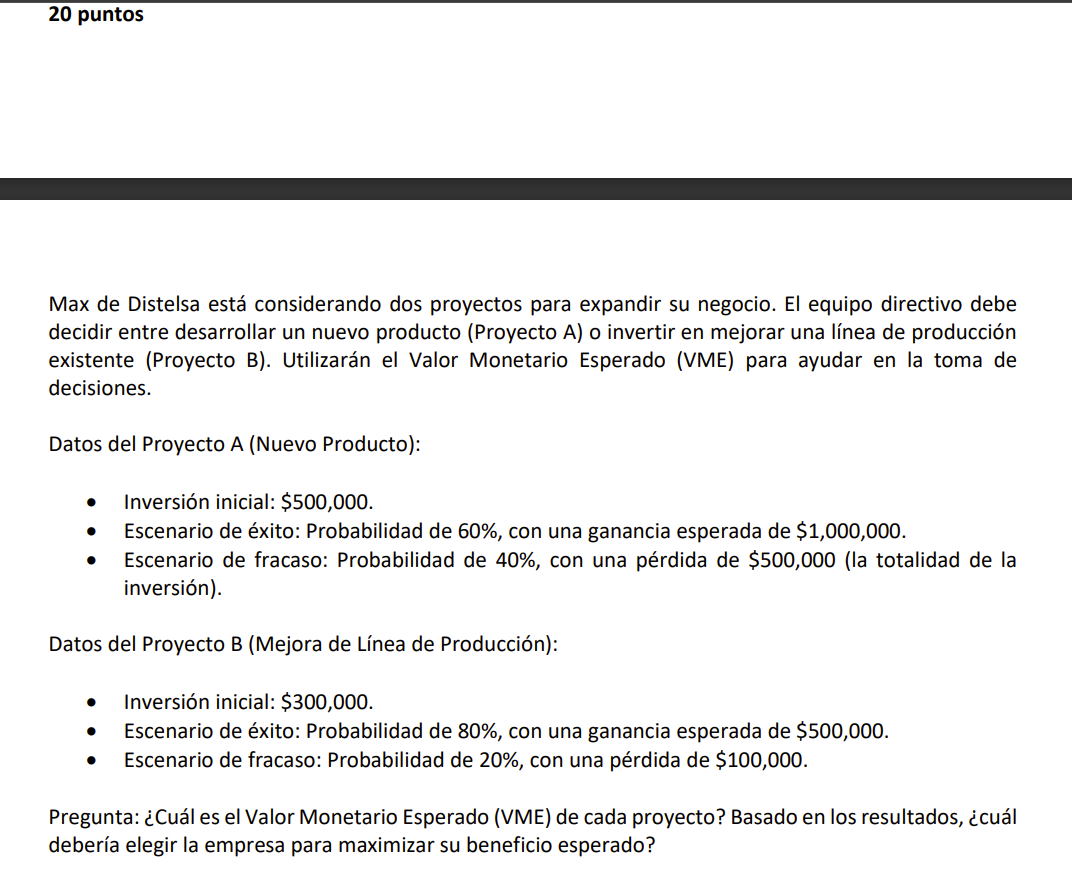 20 puntos
Max de Distelsa está considerando dos proyectos para expandir su negocio. El equipo directivo debe
decidir entre desarrollar un nuevo producto (Proyecto A) o invertir en mejorar una línea de producción
existente (Proyecto B). Utilizarán el Valor Monetario Esperado (VME) para ayudar en la toma de
decisiones.
Datos del Proyecto A (Nuevo Producto):
• Inversión inicial: $500,000.
• Escenario de éxito: Probabilidad de 60%, con una ganancia esperada de $1,000,000.
• Escenario de fracaso: Probabilidad de 40%, con una pérdida de $500,000 (la totalidad de la
inversión).
Datos del Proyecto B (Mejora de Línea de Producción):
• Inversión inicial: $300,000.
• Escenario de éxito: Probabilidad de 80%, con una ganancia esperada de $500,000.
• Escenario de fracaso: Probabilidad de 20%, con una pérdida de $100,000.
Pregunta: ¿Cuál es el Valor Monetario Esperado (VME) de cada proyecto? Basado en los resultados, ¿cuál
debería elegir la empresa para maximizar su beneficio esperado?